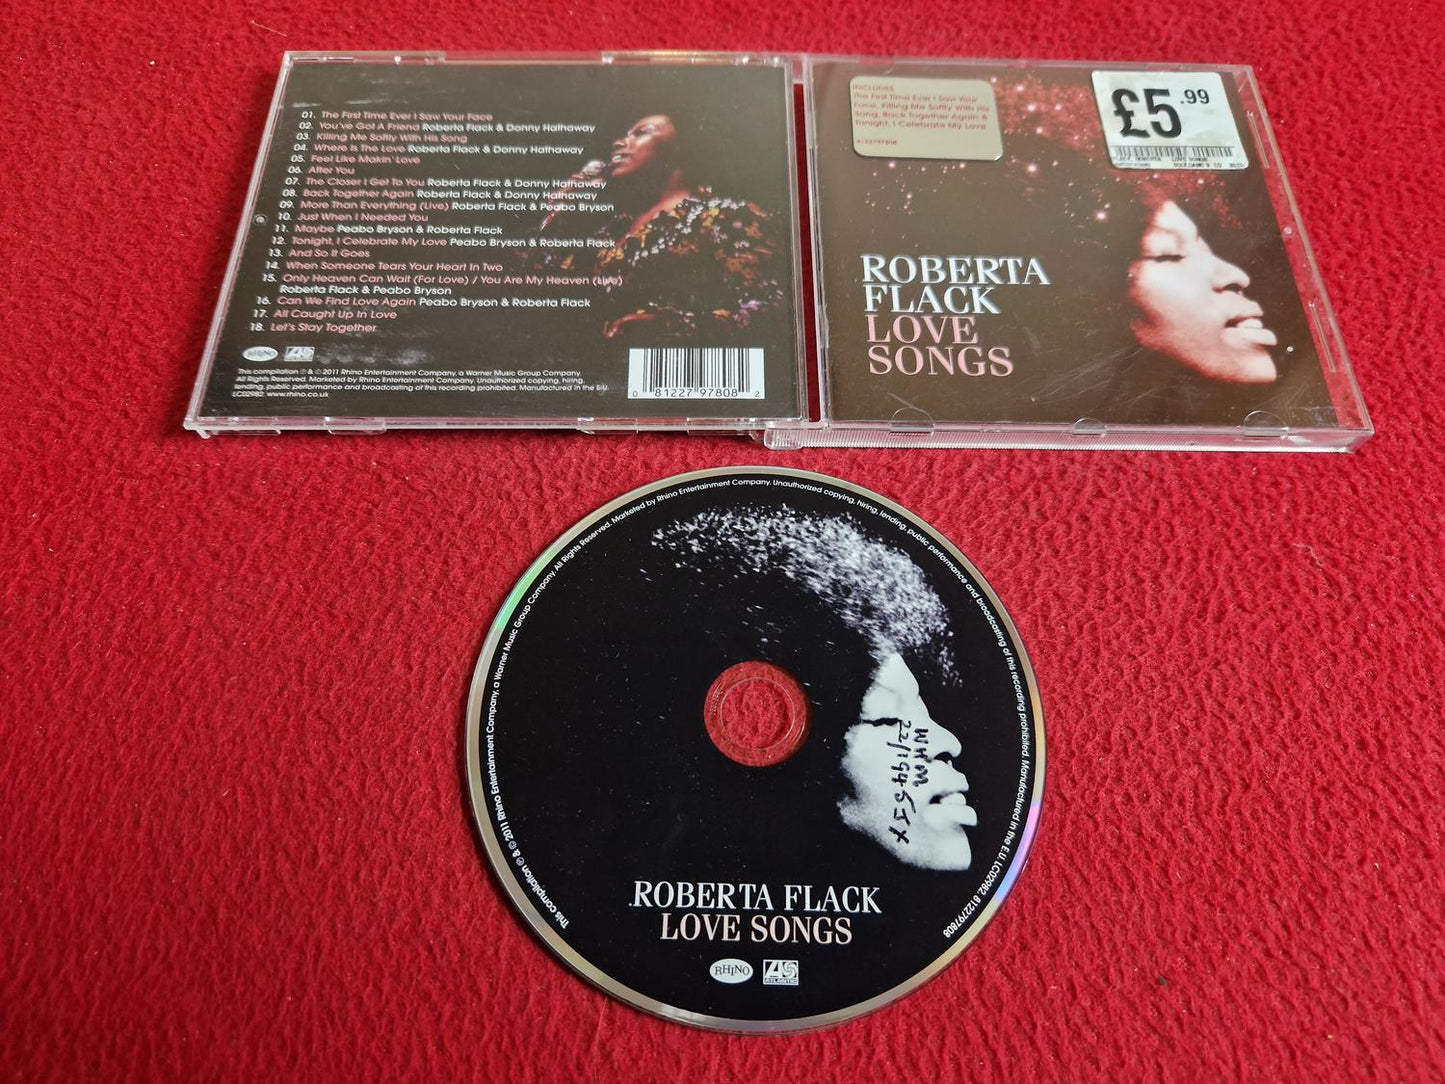 01. The First Time Ever I Saw Your Face
02. You've Got A Friend Roberta Flack & Donny Hathaway
03. Killing Me Softly With His Song
04. Where Is The Love Roberta Flack & Donny Hathaway
05. Feel Like Makin' Love
06. After You
07. The Closer I Get To You Roberta Flack & Donny Hathaway
08. Back Together Again Roberta Flack & Donny Hathaway
09. More Than Everything (Live) Roberta Flack & Peabo Bryson
10. Just When I Needed You
11. Maybe Peabo Bryson & Roberta Flack
12. Tonight, I Celebrate My Love Peabo Bryson & Roberta Flack
13. And So It Goes
14. When Someone Tears Your Heart In Two
15. Only Heaven Can Wait (For Love) / You Are My Heaven (Live)
Roberta Flack & Peabo Bryson
16. Can We Find Love Again Peabo Bryson & Roberta Flack
17. All Caught Up In Love
18. Let's Stay Together
RHINO
ATLANTIC
This compilation ℗ & © 2011 Rhino Entertainment Company, a Warner Music Group Company.
All Rights Reserved. Marketed by Rhino Entertainment Company. Unauthorized copying, hiring,
lending, public performance and broadcasting of this recording prohibited. Manufactured in the E.U.
LC02982. www.rhino.co.uk
0 81227 97808 2
INCLUDES
The First Time Ever I Saw Your
Face, Killing Me Softly With His
Song, Back Together Again &
Tonight, I Celebrate My Love
8122797808
£5.99
FLACK ROBERTA LOVE SONGS
ROBERTA
FLACK
LOVE
SONGS
This compilation ℗ & © 2011 Rhino Entertainment Company, a Warner Music Group Company. All Rights Reserved. Marketed by Rhino Entertainment Company. Unauthorized copying, hiring, lending, public performance and broadcasting of this recording prohibited. Manufactured in the E.U. LC02982. 8122797808
ROBERTA FLACK
LOVE SONGS
RHINO
ATLANTIC